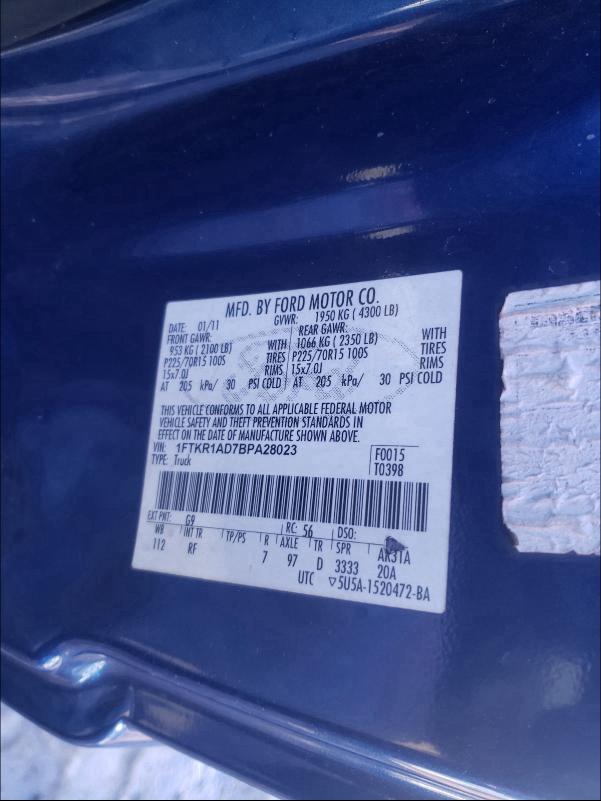 MFD. BY FORD MOTOR CO.
DATE: 01/11 GVWR: 1950 KG ( 4300 LB)
FRONT GAWR: REAR GAWR:
953 KG ( 2100 LB) WITH 1066 KG ( 2350 LB) WITH
P225/70R15 100S TIRES P225/70R15 100S TIRES
15x7.0J RIMS 15x7.0J RIMS
AT 205 kPa/ 30 PSI COLD AT 205 kPa/ 30 PSI COLD
THIS VEHICLE CONFORMS TO ALL APPLICABLE FEDERAL MOTOR
VEHICLE SAFETY AND THEFT PREVENTION STANDARDS IN
EFFECT ON THE DATE OF MANUFACTURE SHOWN ABOVE.
VIN: 1FTKR1AD7BPA28023 F0015
TYPE: Truck T0398
EXT PNT: G9 RC: 56 DSO:
WB INT TR TP/PS R AXLE TR SPR AR31A
112 RF 7 97 D 3333 20A
UTC ▽5U5A-1520472-BA